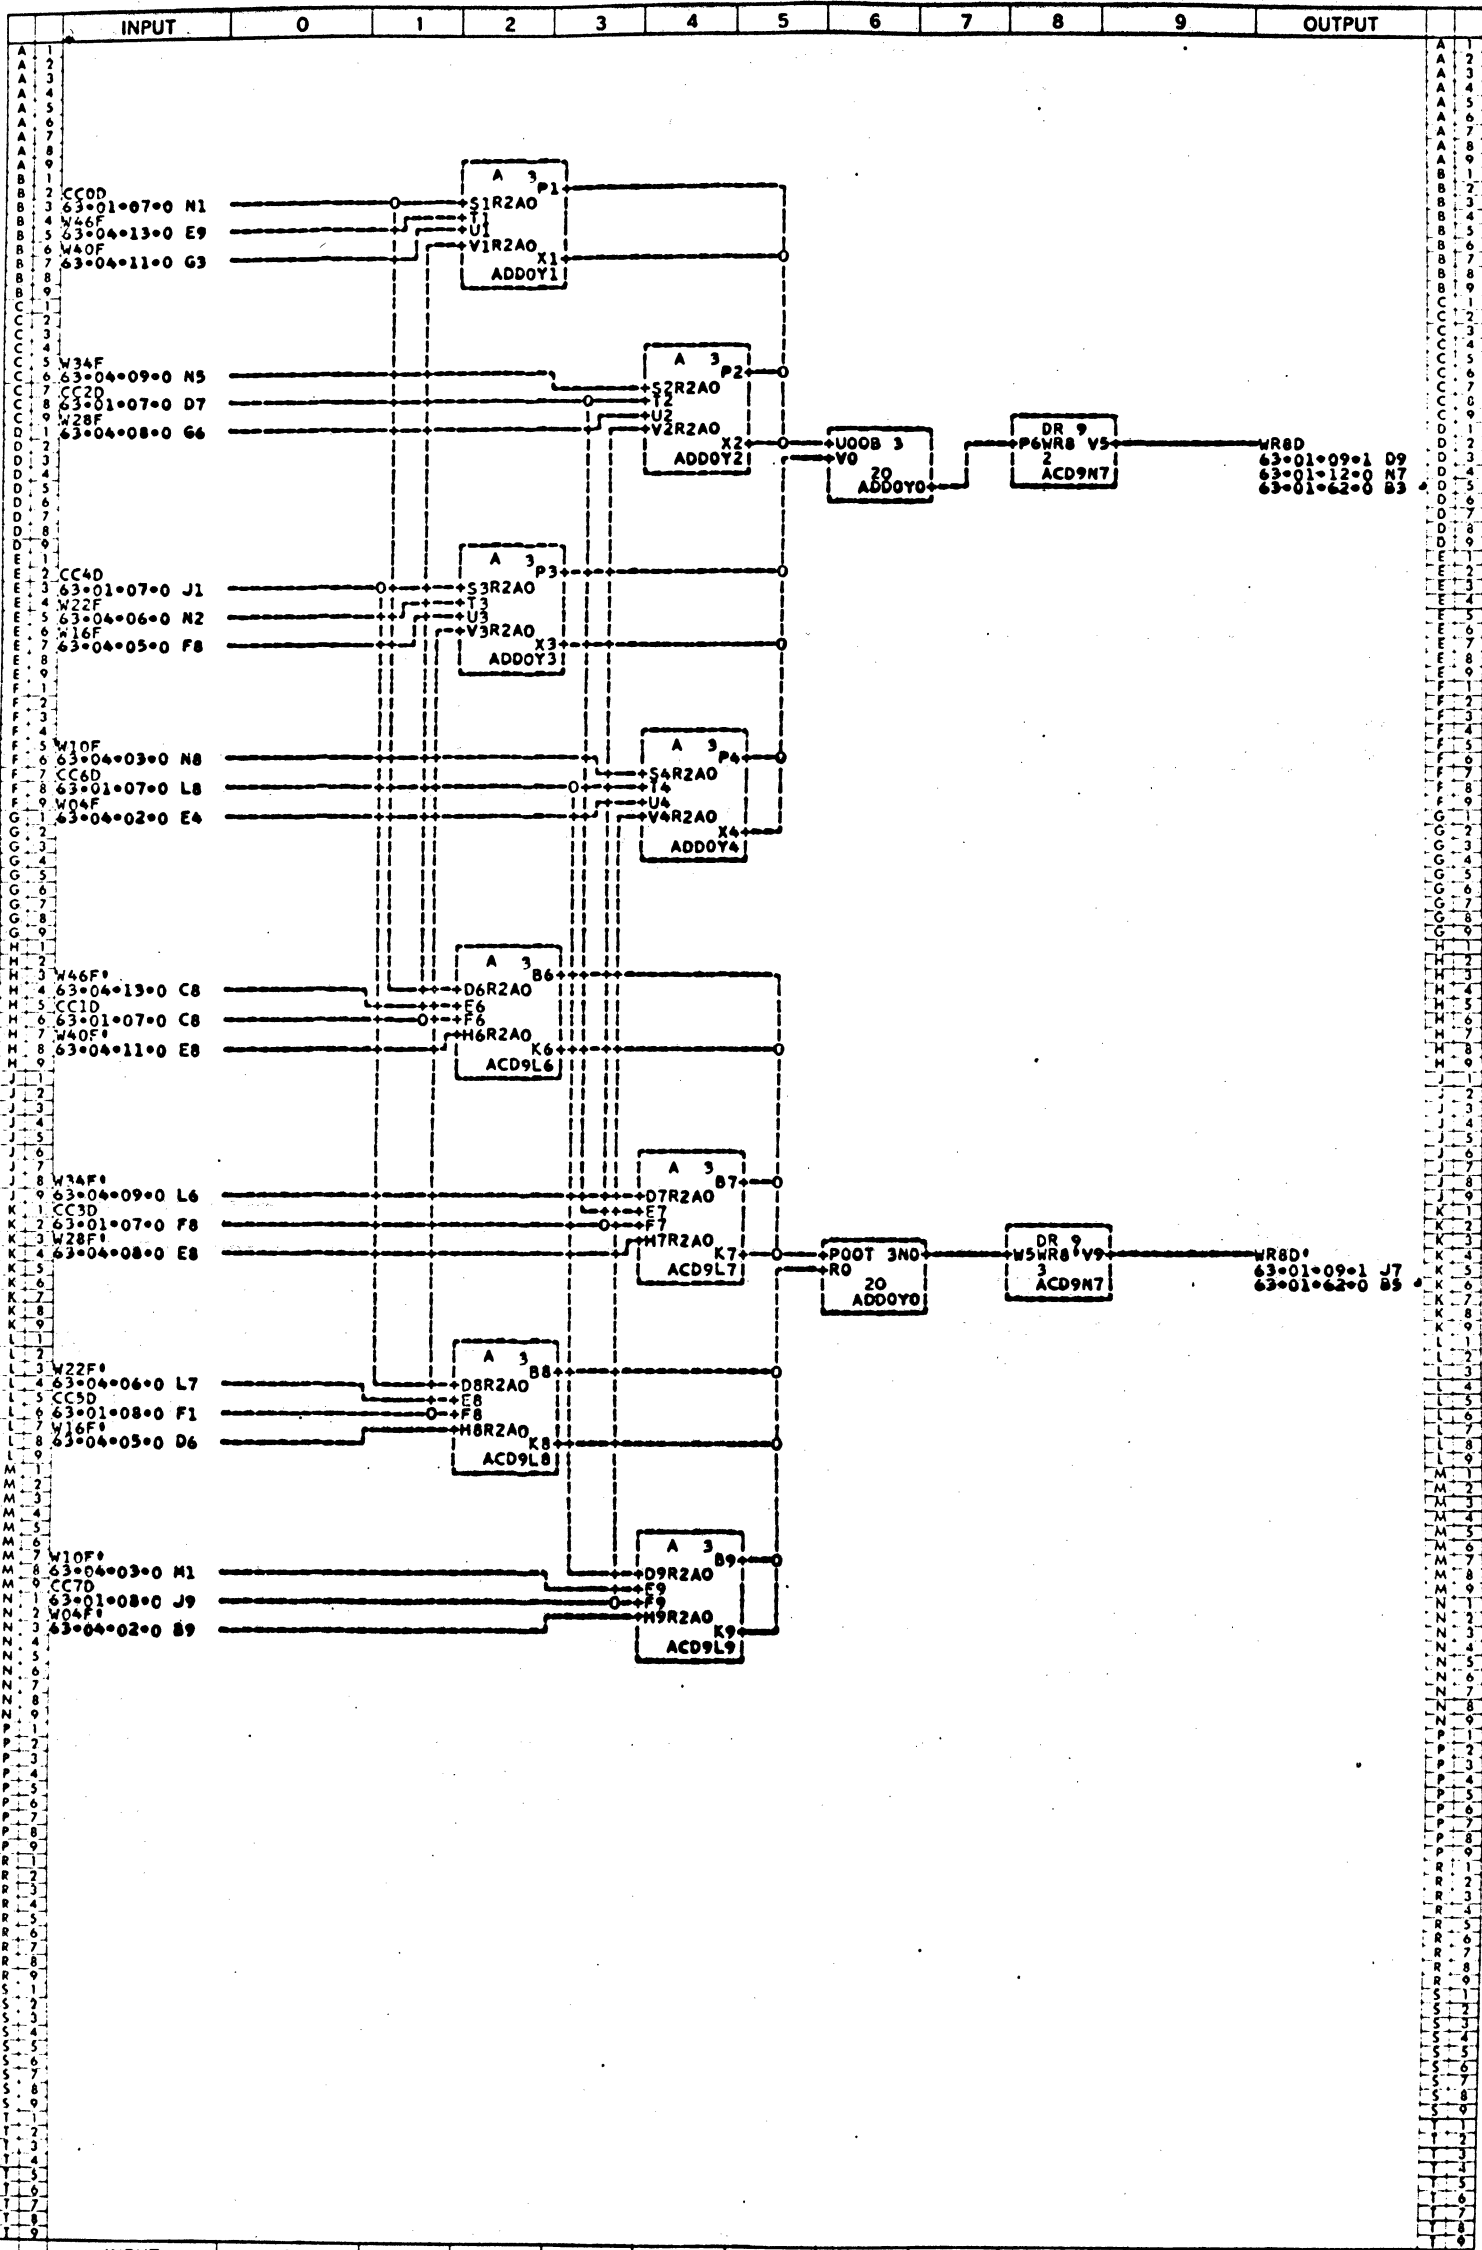 INPUT 0 1 2 3 4 5 6 7 8 9 OUTPUT
A 3
P1
CC0D
63-01-07-0 N1
S1R2A0
W46F
T1
63-04-13-0 E9
U1
W40F
V1R2A0
63-04-11-0 G3
X1
ADD0Y1
W34F
A 3
63-04-09-0 N5
P2
CC2D
S2R2A0
63-01-07-0 D7
T2
W28F
U2
63-04-08-0 G6
V2R2A0
X2
ADD0Y2
U00B 3
V0
20
ADD0Y0
DR 9
P6WR8 V5
2
ACD9N7
WR8D
63-01-09-1 D9
63-01-12-0 N7
63-01-62-0 B3
A 3
P3
CC4D
63-01-07-0 J1
S3R2A0
W22F
T3
63-04-06-0 N2
U3
W16F
V3R2A0
63-04-05-0 F8
X3
ADD0Y3
W10F
A 3
63-04-03-0 N8
P4
CC6D
S4R2A0
63-01-07-0 L8
T4
W04F
U4
63-04-02-0 E4
V4R2A0
X4
ADD0Y4
A 3
W46F'
B6
63-04-13-0 C8
D6R2A0
CC1D
E6
63-01-07-0 C8
F6
W40F'
H6R2A0
63-04-11-0 E8
K6
ACD9L6
A 3
W34F'
B7
63-04-09-0 L6
D7R2A0
CC3D
E7
63-01-07-0 F8
F7
W28F'
H7R2A0
63-04-08-0 E8
K7
ACD9L7
P00T 3N0
R0
20
ADD0Y0
DR 9
W5WR8'V9
3
ACD9N7
WR8D'
63-01-09-1 J7
63-01-62-0 B5
A 3
W22F'
B8
63-04-06-0 L7
D8R2A0
CC5D
E8
63-01-08-0 F1
F8
W16F'
H8R2A0
63-04-05-0 D6
K8
ACD9L8
A 3
W10F'
B9
63-04-03-0 M1
D9R2A0
CC7D
E9
63-01-08-0 J9
F9
W04F'
H9R2A0
63-04-02-0 B9
K9
ACD9L9